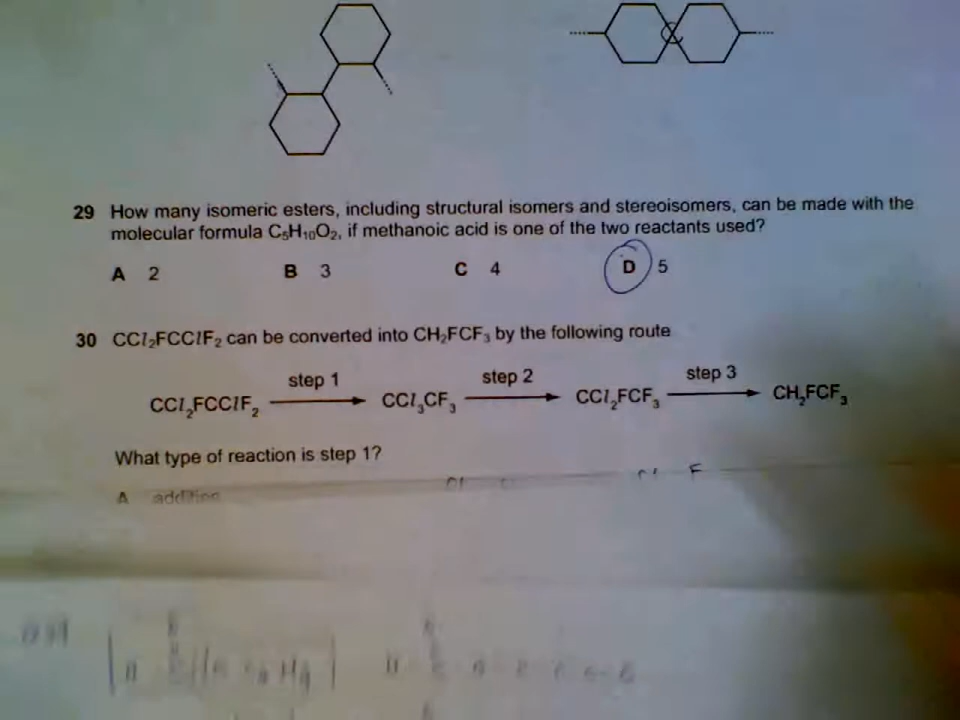 29 How many isomeric esters, including structural isomers and stereoisomers, can be made with the
molecular formula C₅H₁₀O₂, if methanoic acid is one of the two reactants used?
A 2 B 3 C 4 D 5
30 CCl₂FCClF₂ can be converted into CH₂FCF₃ by the following route
step 1 step 2 step 3
CCl₂FCClF₂ CCl₃CF₃ CCl₂FCF₃ CH₂FCF₃
What type of reaction is step 1?
A addition